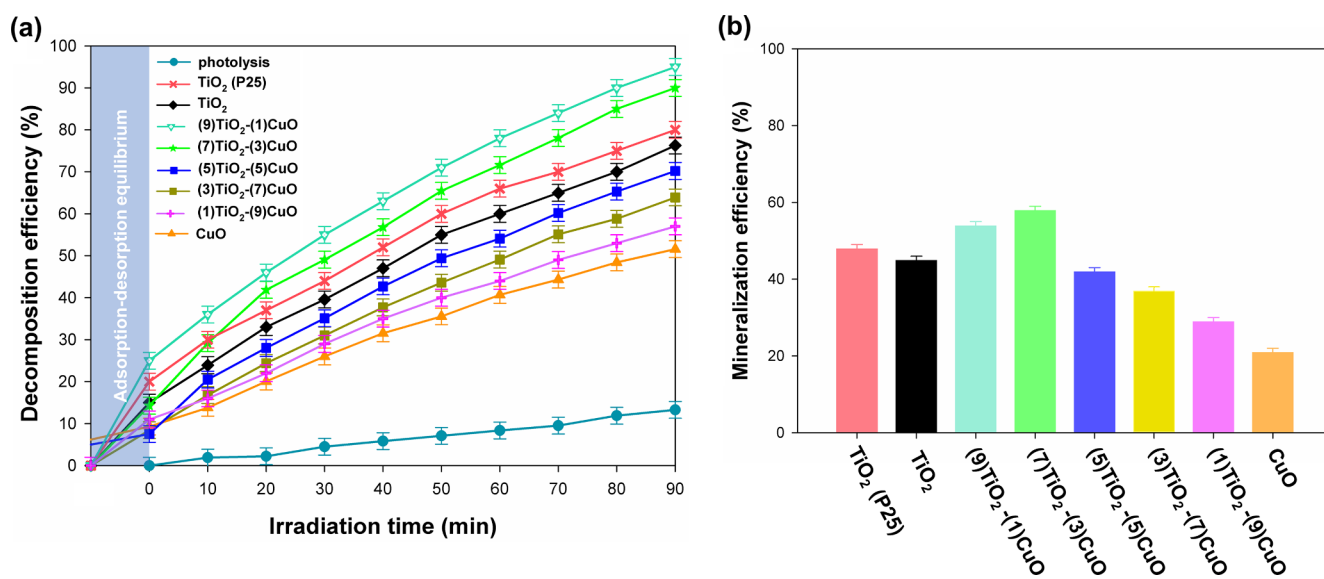 (a)
100
90
80
70
60
50
40
30
20
10
0
Decomposition efficiency (%)
Adsorption-desorption equilibrium
photolysis
TiO₂ (P25)
TiO₂
(9)TiO₂-(1)CuO
(7)TiO₂-(3)CuO
(5)TiO₂-(5)CuO
(3)TiO₂-(7)CuO
(1)TiO₂-(9)CuO
CuO
0 10 20 30 40 50 60 70 80 90
Irradiation time (min)
(b)
100
80
60
40
20
0
Mineralization efficiency (%)
TiO₂ (P25)
TiO₂
(9)TiO₂-(1)CuO
(7)TiO₂-(3)CuO
(5)TiO₂-(5)CuO
(3)TiO₂-(7)CuO
(1)TiO₂-(9)CuO
CuO